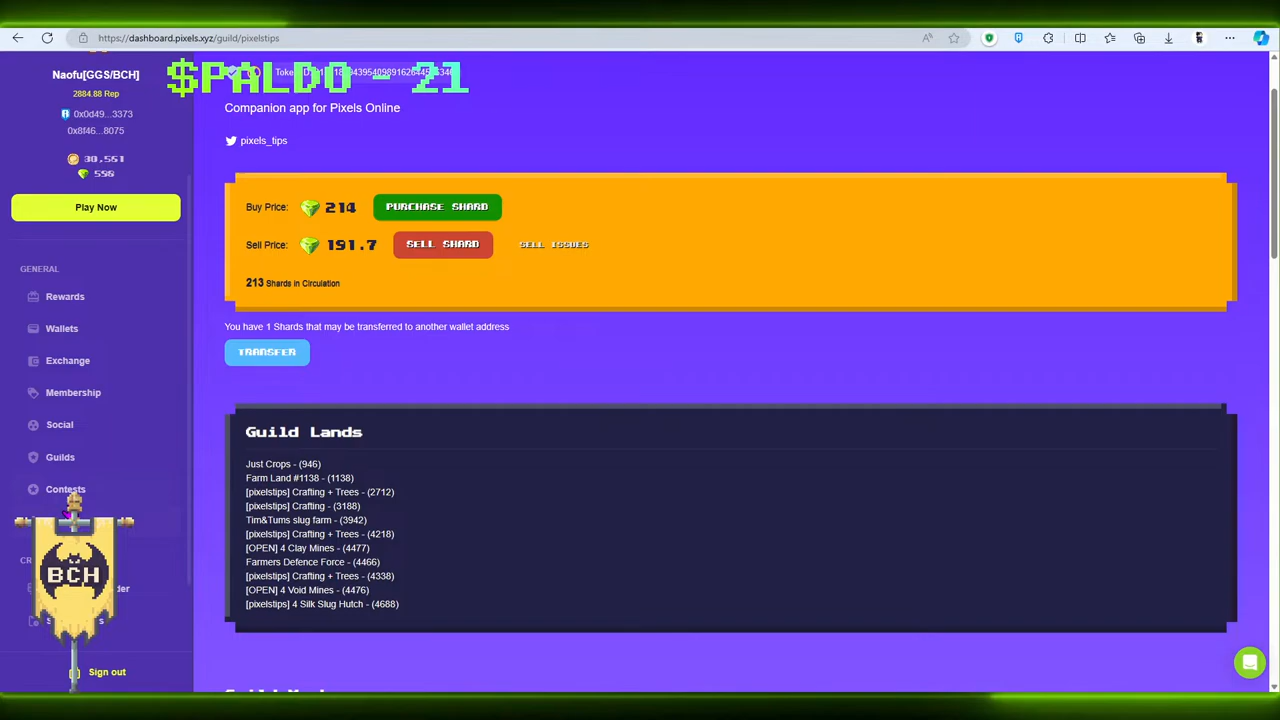 https://dashboard.pixels.xyz/guild/pixelstips
Naofu[GGS/BCH]
2884.88 Rep
0x0d49...3373
0x8f46...8075
30,561
590
Play Now
GENERAL
Rewards
Wallets
Exchange
Membership
Social
Guilds
Contests
BCH
Sign out
$PALDO - 21
Companion app for Pixels Online
pixels_tips
Buy Price: 214 PURCHASE SHARD
Sell Price: 191.7 SELL SHARD SELL ISSUES
213 Shards in Circulation
You have 1 Shards that may be transferred to another wallet address
TRANSFER
Guild Lands
Just Crops - (946)
Farm Land #1138 - (1138)
[pixelstips] Crafting + Trees - (2712)
[pixelstips] Crafting - (3188)
Tim&Tums slug farm - (3942)
[pixelstips] Crafting + Trees - (4218)
[OPEN] 4 Clay Mines - (4477)
Farmers Defence Force - (4466)
[pixelstips] Crafting + Trees - (4338)
[OPEN] 4 Void Mines - (4476)
[pixelstips] 4 Silk Slug Hutch - (4688)